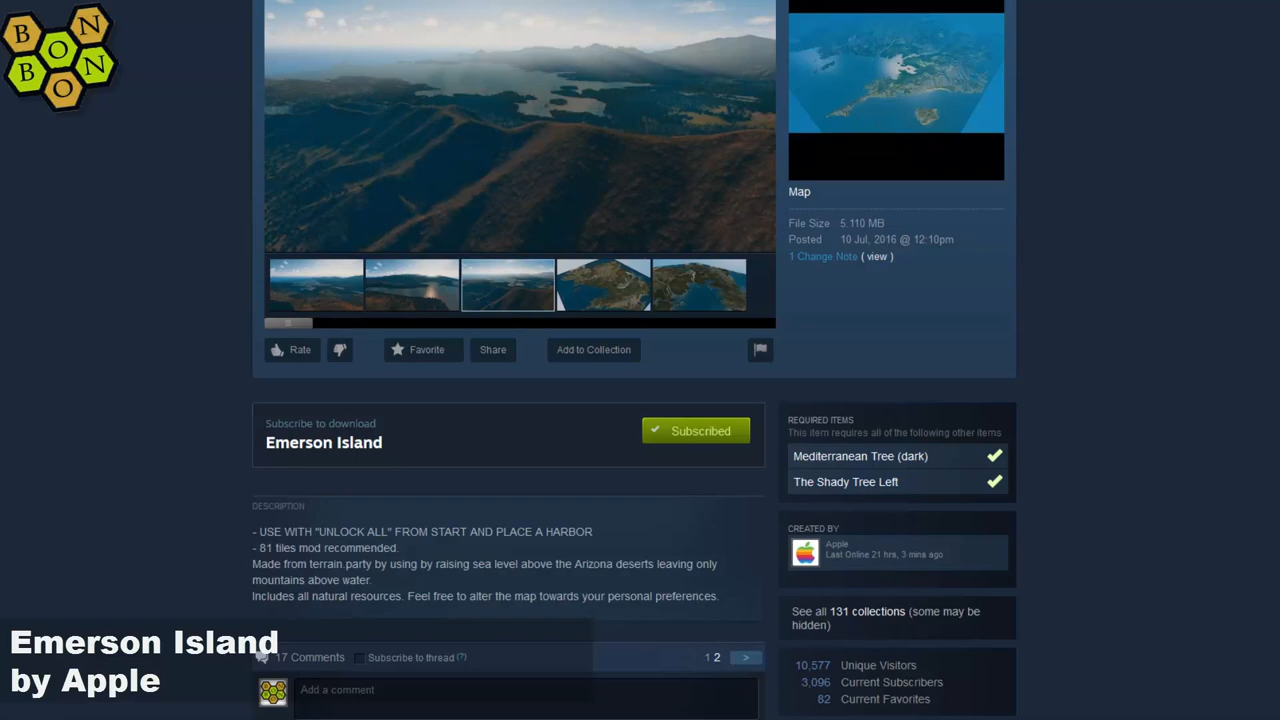 B N
O
B N
O
Map
File Size 5.110 MB
Posted 10 Jul, 2016 @ 12:10pm
1 Change Note ( view )
Rate
Favorite
Share
Add to Collection
Subscribe to download
Emerson Island
Subscribed
REQUIRED ITEMS
This item requires all of the following other items
Mediterranean Tree (dark)
The Shady Tree Left
DESCRIPTION
- USE WITH "UNLOCK ALL" FROM START AND PLACE A HARBOR
- 81 tiles mod recommended.
Made from terrain.party by using by raising sea level above the Arizona deserts leaving only
mountains above water.
Includes all natural resources. Feel free to alter the map towards your personal preferences.
CREATED BY
Apple
Last Online 21 hrs, 3 mins ago
See all 131 collections (some may be
hidden)
10,577 Unique Visitors
3,096 Current Subscribers
82 Current Favorites
17 Comments
Subscribe to thread (?)
1 2 >
Add a comment
Emerson Island
by Apple